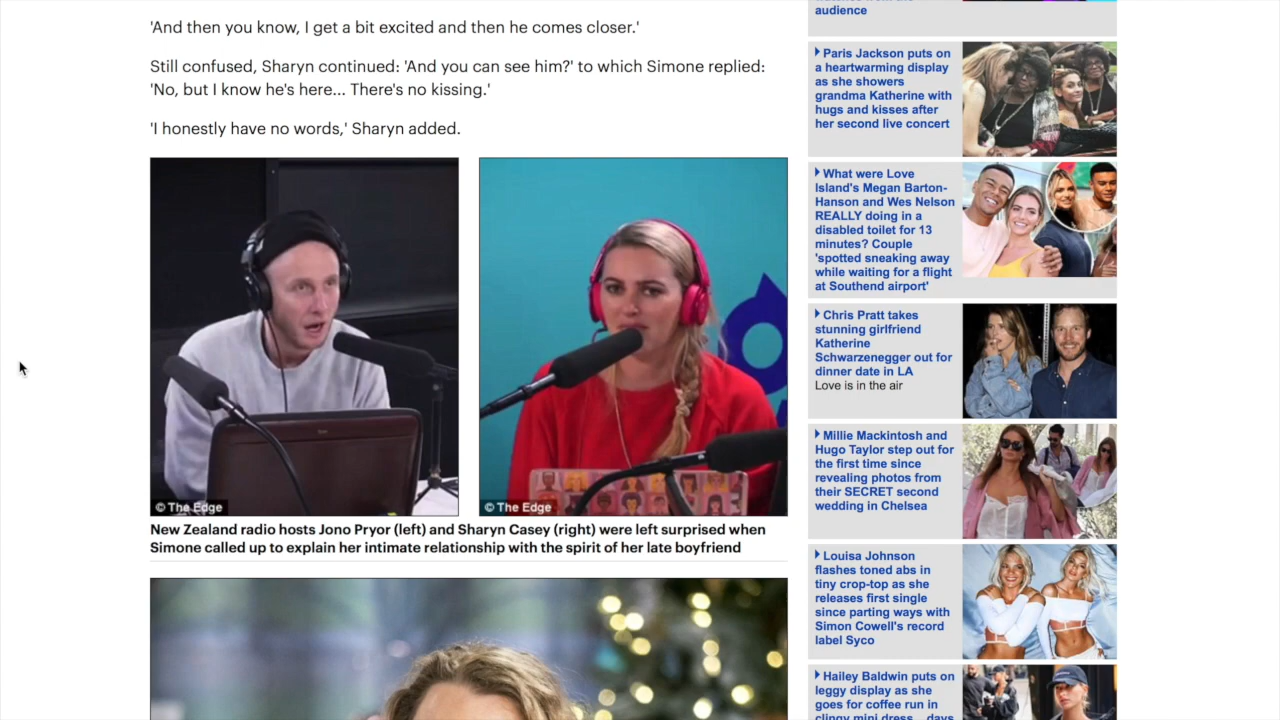 'And then you know, I get a bit excited and then he comes closer.'
Still confused, Sharyn continued: 'And you can see him?' to which Simone replied:
'No, but I know he's here... There's no kissing.'
'I honestly have no words,' Sharyn added.
© The Edge
© The Edge
New Zealand radio hosts Jono Pryor (left) and Sharyn Casey (right) were left surprised when
Simone called up to explain her intimate relationship with the spirit of her late boyfriend
audience
Paris Jackson puts on
a heartwarming display
as she showers
grandma Katherine with
hugs and kisses after
her second live concert
What were Love
Island's Megan Barton-
Hanson and Wes Nelson
REALLY doing in a
disabled toilet for 13
minutes? Couple
'spotted sneaking away
while waiting for a flight
at Southend airport'
Chris Pratt takes
stunning girlfriend
Katherine
Schwarzenegger out for
dinner date in LA
Love is in the air
Millie Mackintosh and
Hugo Taylor step out for
the first time since
revealing photos from
their SECRET second
wedding in Chelsea
Louisa Johnson
flashes toned abs in
tiny crop-top as she
releases first single
since parting ways with
Simon Cowell's record
label Syco
Hailey Baldwin puts on
leggy display as she
goes for coffee run in
clingy mini dress... days